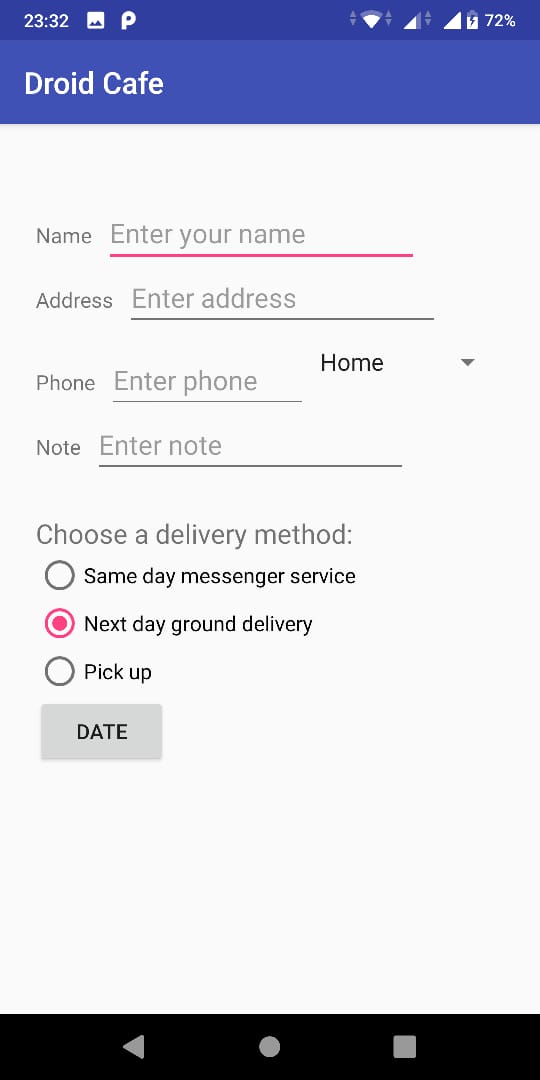 23:32 72%
Droid Cafe
Name Enter your name
Address Enter address
Home
Phone Enter phone
Note Enter note
Choose a delivery method:
Same day messenger service
Next day ground delivery
Pick up
DATE